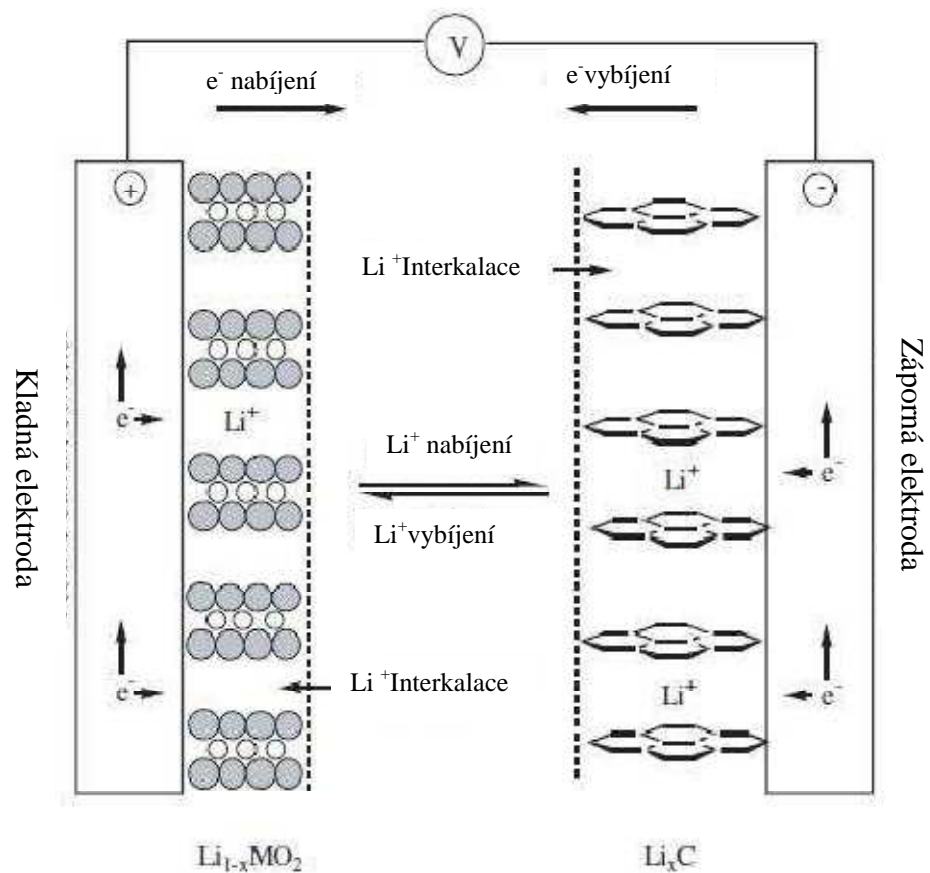 V
e⁻ nabíjení
e⁻vybíjení
+
-
Li ⁺Interkalace
Kladná elektroda
Záporná elektroda
e⁻
Li⁺
Li⁺ nabíjení
Li⁺
e⁻
Li⁺vybíjení
e⁻
Li ⁺Interkalace
Li⁺
e⁻
Li₁₋ₓMO₂
LiₓC